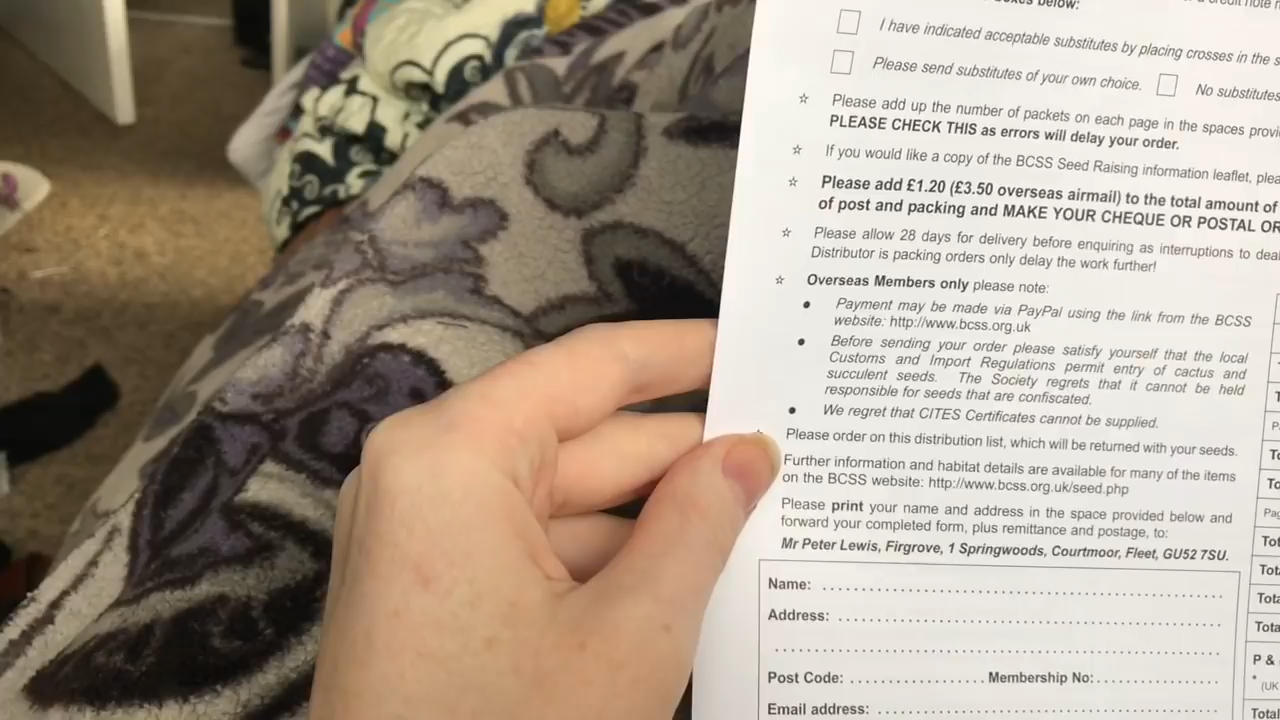 boxes below:
a credit note
I have indicated acceptable substitutes by placing crosses in the
Please send substitutes of your own choice.
No substitutes
☆ Please add up the number of packets on each page in the spaces
PLEASE CHECK THIS as errors will delay your order.
☆ If you would like a copy of the BCSS Seed Raising information leaflet,
☆ Please add £1.20 (£3.50 overseas airmail) to the total amount of
of post and packing and MAKE YOUR CHEQUE OR POSTAL
☆ Please allow 28 days for delivery before enquiring as interruptions to
Distributor is packing orders only delay the work further!
☆ Overseas Members only please note:
• Payment may be made via PayPal using the link from the BCSS
website: http://www.bcss.org.uk
• Before sending your order please satisfy yourself that the local
Customs and Import Regulations permit entry of cactus and
succulent seeds. The Society regrets that it cannot be held
responsible for seeds that are confiscated.
• We regret that CITES Certificates cannot be supplied.
Please order on this distribution list, which will be returned with your seeds.
Further information and habitat details are available for many of the items
on the BCSS website: http://www.bcss.org.uk/seed.php
Please print your name and address in the space provided below and
forward your completed form, plus remittance and postage, to:
Mr Peter Lewis, Firgrove, 1 Springwoods, Courtmoor, Fleet, GU52 7SU.
Name:
Address:
Post Code: Membership No:
Email address:
P &
* (UK
Total